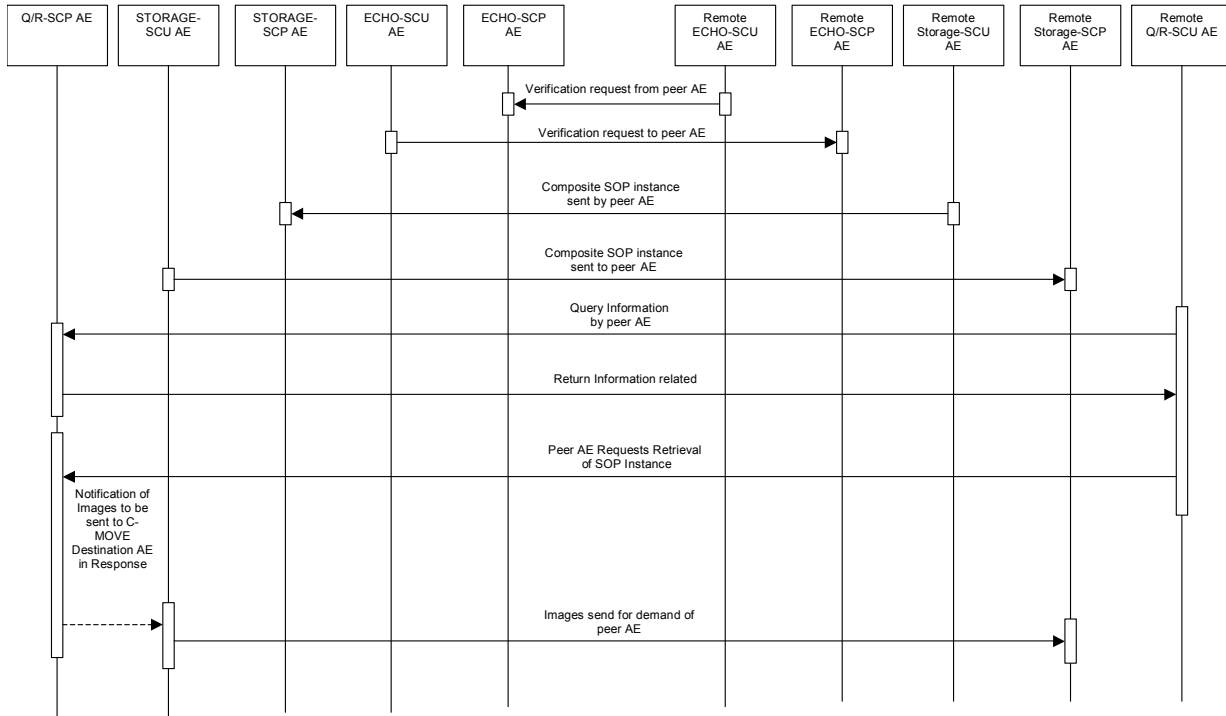 Q/R-SCP AE
STORAGE-
SCU AE
STORAGE-
SCP AE
ECHO-SCU
AE
ECHO-SCP
AE
Remote
ECHO-SCU
AE
Remote
ECHO-SCP
AE
Remote
Storage-SCU
AE
Remote
Storage-SCP
AE
Remote
Q/R-SCU AE
Verification request from peer AE
Verification request to peer AE
Composite SOP instance
sent by peer AE
Composite SOP instance
sent to peer AE
Query Information
by peer AE
Return Information related
Peer AE Requests Retrieval
of SOP Instance
Notification of
Images to be
sent to C-
MOVE
Destination AE
in Response
Images send for demand of
peer AE